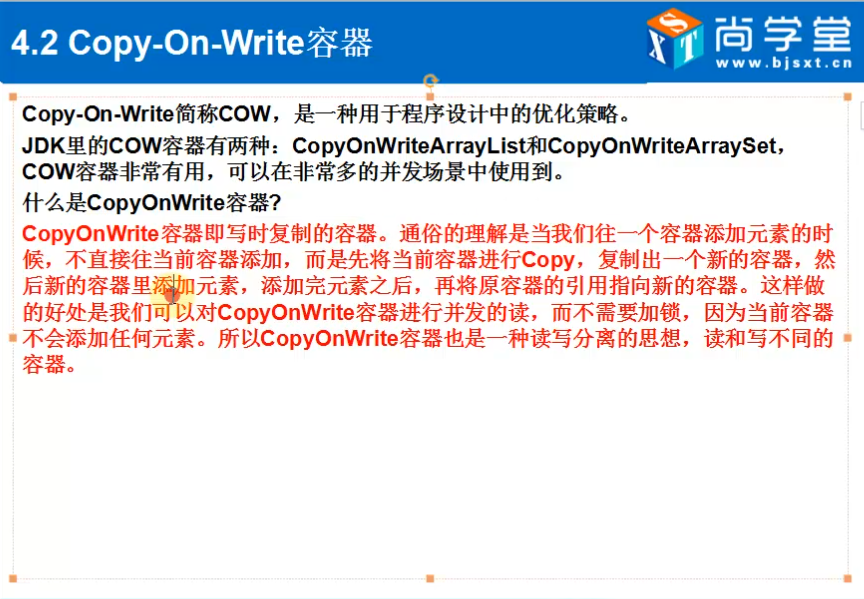 4.2 Copy-On-Write容器
SXT
尚学堂
www.bjsxt.cn
Copy-On-Write简称COW，是一种用于程序设计中的优化策略。
JDK里的COW容器有两种：CopyOnWriteArrayList和CopyOnWriteArraySet，
COW容器非常有用，可以在非常多的并发场景中使用到。
什么是CopyOnWrite容器?
CopyOnWrite容器即写时复制的容器。通俗的理解是当我们往一个容器添加元素的时
候，不直接往当前容器添加，而是先将当前容器进行Copy，复制出一个新的容器，然
后新的容器里添加元素，添加完元素之后，再将原容器的引用指向新的容器。这样做
的好处是我们可以对CopyOnWrite容器进行并发的读，而不需要加锁，因为当前容器
不会添加任何元素。所以CopyOnWrite容器也是一种读写分离的思想，读和写不同的
容器。